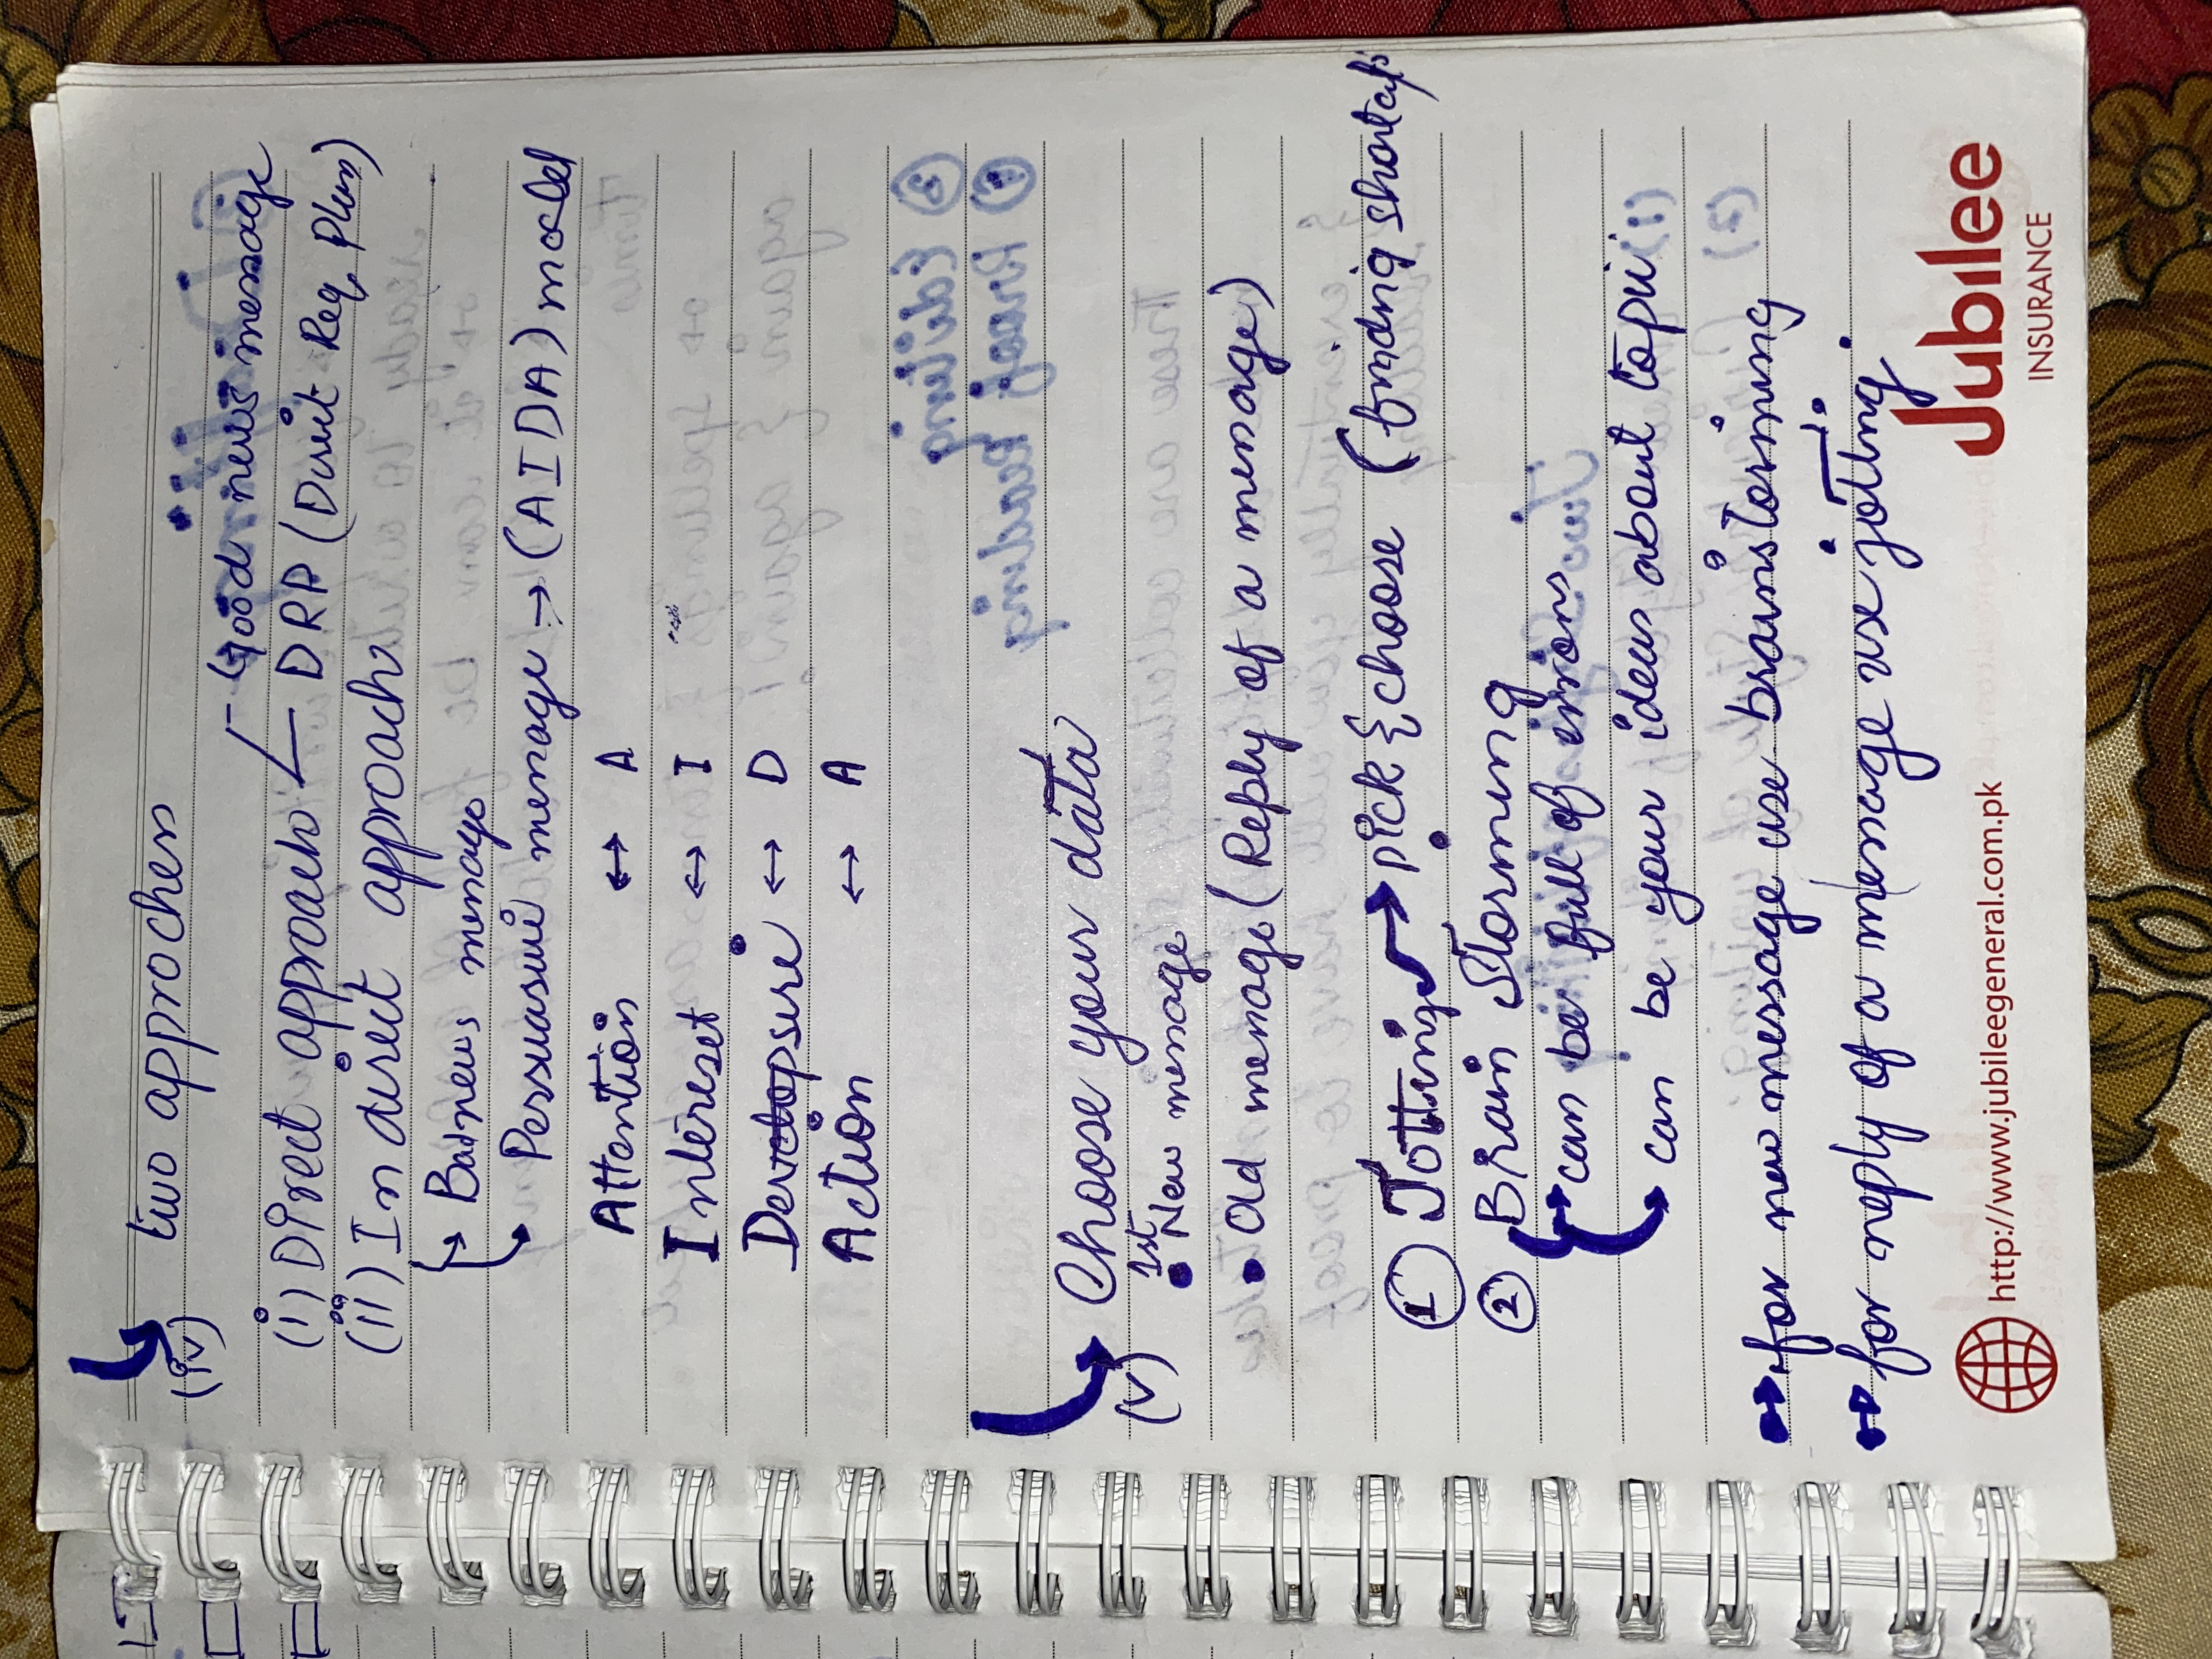 (iv) two approches
- Good news message
(i) Direct approach - DRP (Direct Req. Plan)
(ii) Indirect approach
→ Badnews message
→ Persuasive message → (AIDA) model
Attention ↔ A
Intereset ↔ I
Desire ↔ D
Action ↔ A
(v) Choose your data
1st
• New message
• Old message (Reply of a message)
① Jotting → pick & choose (finding shortcuts
② Brain Storming
→ can be full of errors
→ can be your ideas about topic
→ for new message use brainstorming
→ for reply of a message use jotting.
http://www.jubileegeneral.com.pk
Jubilee
INSURANCE